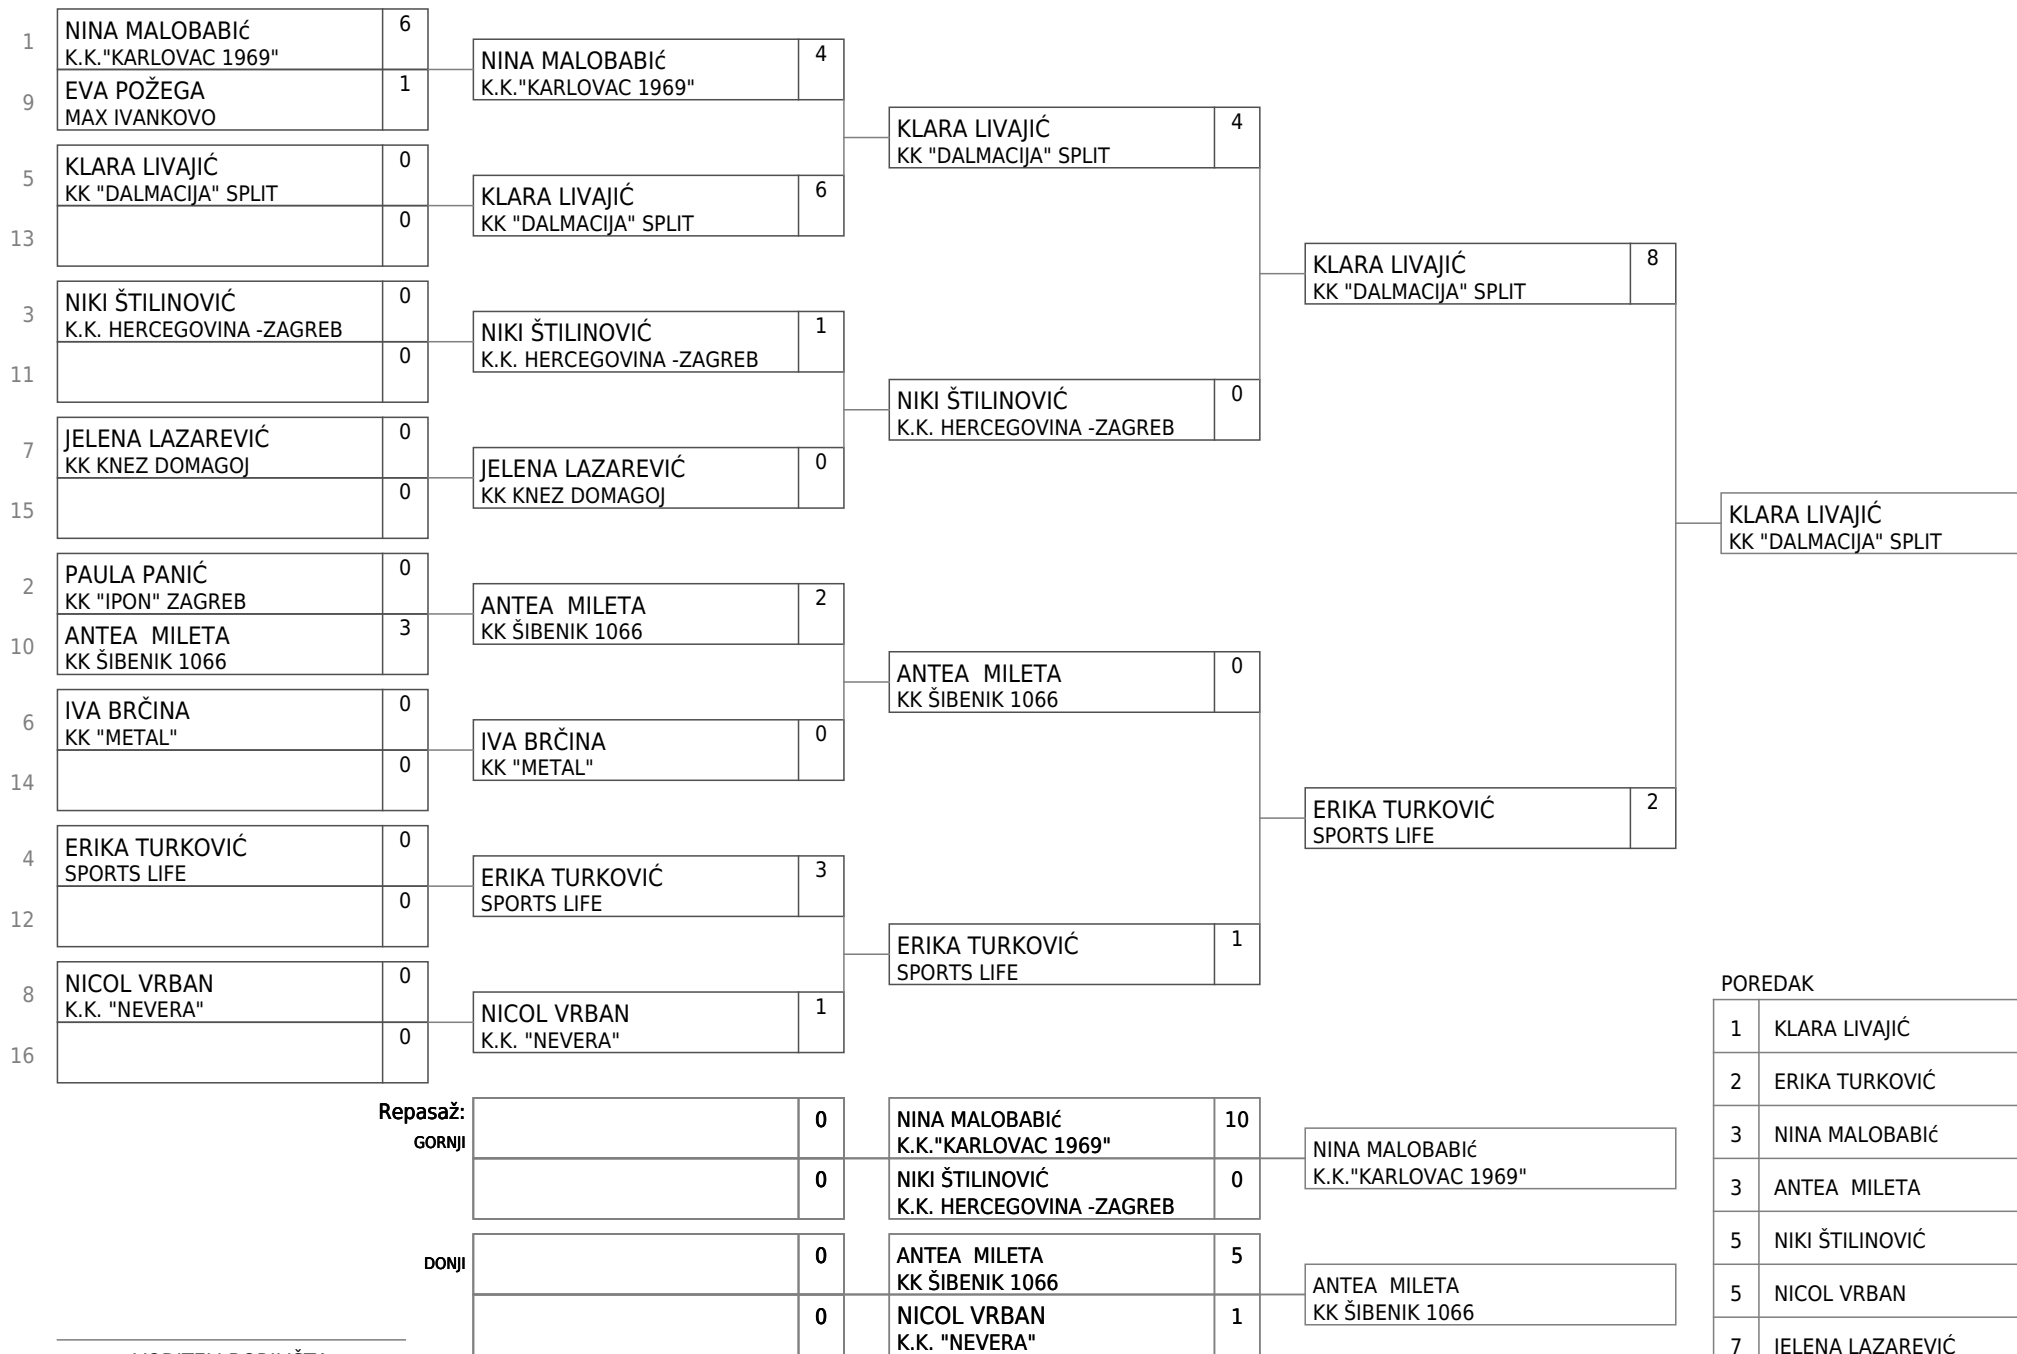 1
NINA MALOBABIć
K.K."KARLOVAC 1969"
6
9
EVA POŽEGA
MAX IVANKOVO
1
5
KLARA LIVAJIĆ
KK "DALMACIJA" SPLIT
0
13
0
3
NIKI ŠTILINOVIĆ
K.K. HERCEGOVINA -ZAGREB
0
11
0
7
JELENA LAZAREVIĆ
KK KNEZ DOMAGOJ
0
15
0
2
PAULA PANIĆ
KK "IPON" ZAGREB
0
10
ANTEA  MILETA
KK ŠIBENIK 1066
3
6
IVA BRČINA
KK "METAL"
0
14
0
4
ERIKA TURKOVIĆ
SPORTS LIFE
0
12
0
8
NICOL VRBAN
K.K. "NEVERA"
0
16
0
NINA MALOBABIć
K.K."KARLOVAC 1969"
4
KLARA LIVAJIĆ
KK "DALMACIJA" SPLIT
6
NIKI ŠTILINOVIĆ
K.K. HERCEGOVINA -ZAGREB
1
JELENA LAZAREVIĆ
KK KNEZ DOMAGOJ
0
ANTEA  MILETA
KK ŠIBENIK 1066
2
IVA BRČINA
KK "METAL"
0
ERIKA TURKOVIĆ
SPORTS LIFE
3
NICOL VRBAN
K.K. "NEVERA"
1
KLARA LIVAJIĆ
KK "DALMACIJA" SPLIT
4
NIKI ŠTILINOVIĆ
K.K. HERCEGOVINA -ZAGREB
0
ANTEA  MILETA
KK ŠIBENIK 1066
0
ERIKA TURKOVIĆ
SPORTS LIFE
1
KLARA LIVAJIĆ
KK "DALMACIJA" SPLIT
8
ERIKA TURKOVIĆ
SPORTS LIFE
2
KLARA LIVAJIĆ
KK "DALMACIJA" SPLIT
Repasaž:
GORNJI
0
0
NINA MALOBABIć
K.K."KARLOVAC 1969"
10
NIKI ŠTILINOVIĆ
K.K. HERCEGOVINA -ZAGREB
0
NINA MALOBABIć
K.K."KARLOVAC 1969"
DONJI
0
0
ANTEA  MILETA
KK ŠIBENIK 1066
5
NICOL VRBAN
K.K. "NEVERA"
1
ANTEA  MILETA
KK ŠIBENIK 1066
POREDAK
1 KLARA LIVAJIĆ
2 ERIKA TURKOVIĆ
3 NINA MALOBABIć
3 ANTEA  MILETA
5 NIKI ŠTILINOVIĆ
5 NICOL VRBAN
7 JELENA LAZAREVIĆ